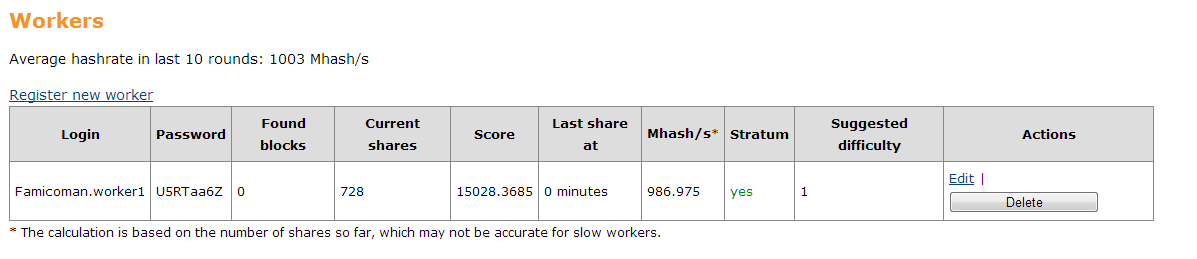 Workers
Average hashrate in last 10 rounds: 1003 Mhash/s
Register new worker
Login Password Found blocks Current shares Score Last share at Mhash/s* Stratum Suggested difficulty Actions
Famicoman.worker1 U5RTaa6Z 0 728 15028.3685 0 minutes 986.975 yes 1 Edit |
Delete
* The calculation is based on the number of shares so far, which may not be accurate for slow workers.